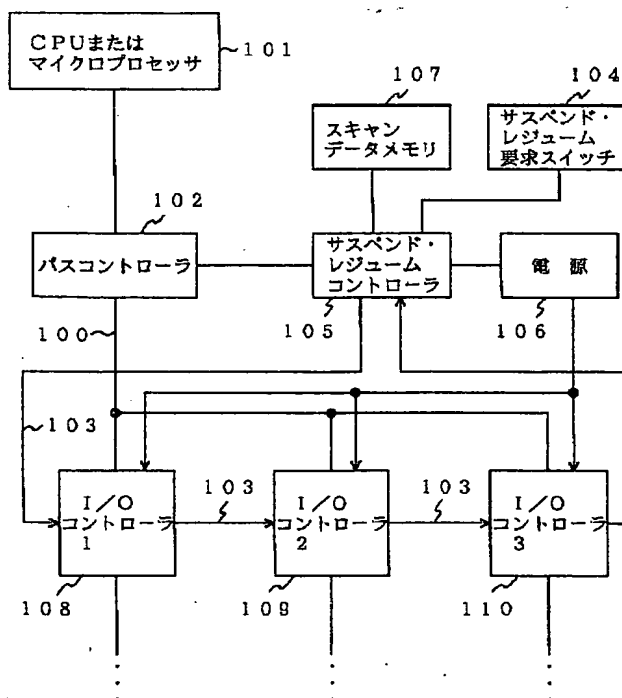 CPUまたは
マイクロプロセッサ
101
107
104
スキャン
データメモリ
サスペンド・
レジューム
要求スイッチ
102
バスコントローラ
サスペンド・
レジューム
コントローラ
電 源
100
105
106
103
I/O
コントローラ
1
103
I/O
コントローラ
2
103
I/O
コントローラ
3
108
109
110